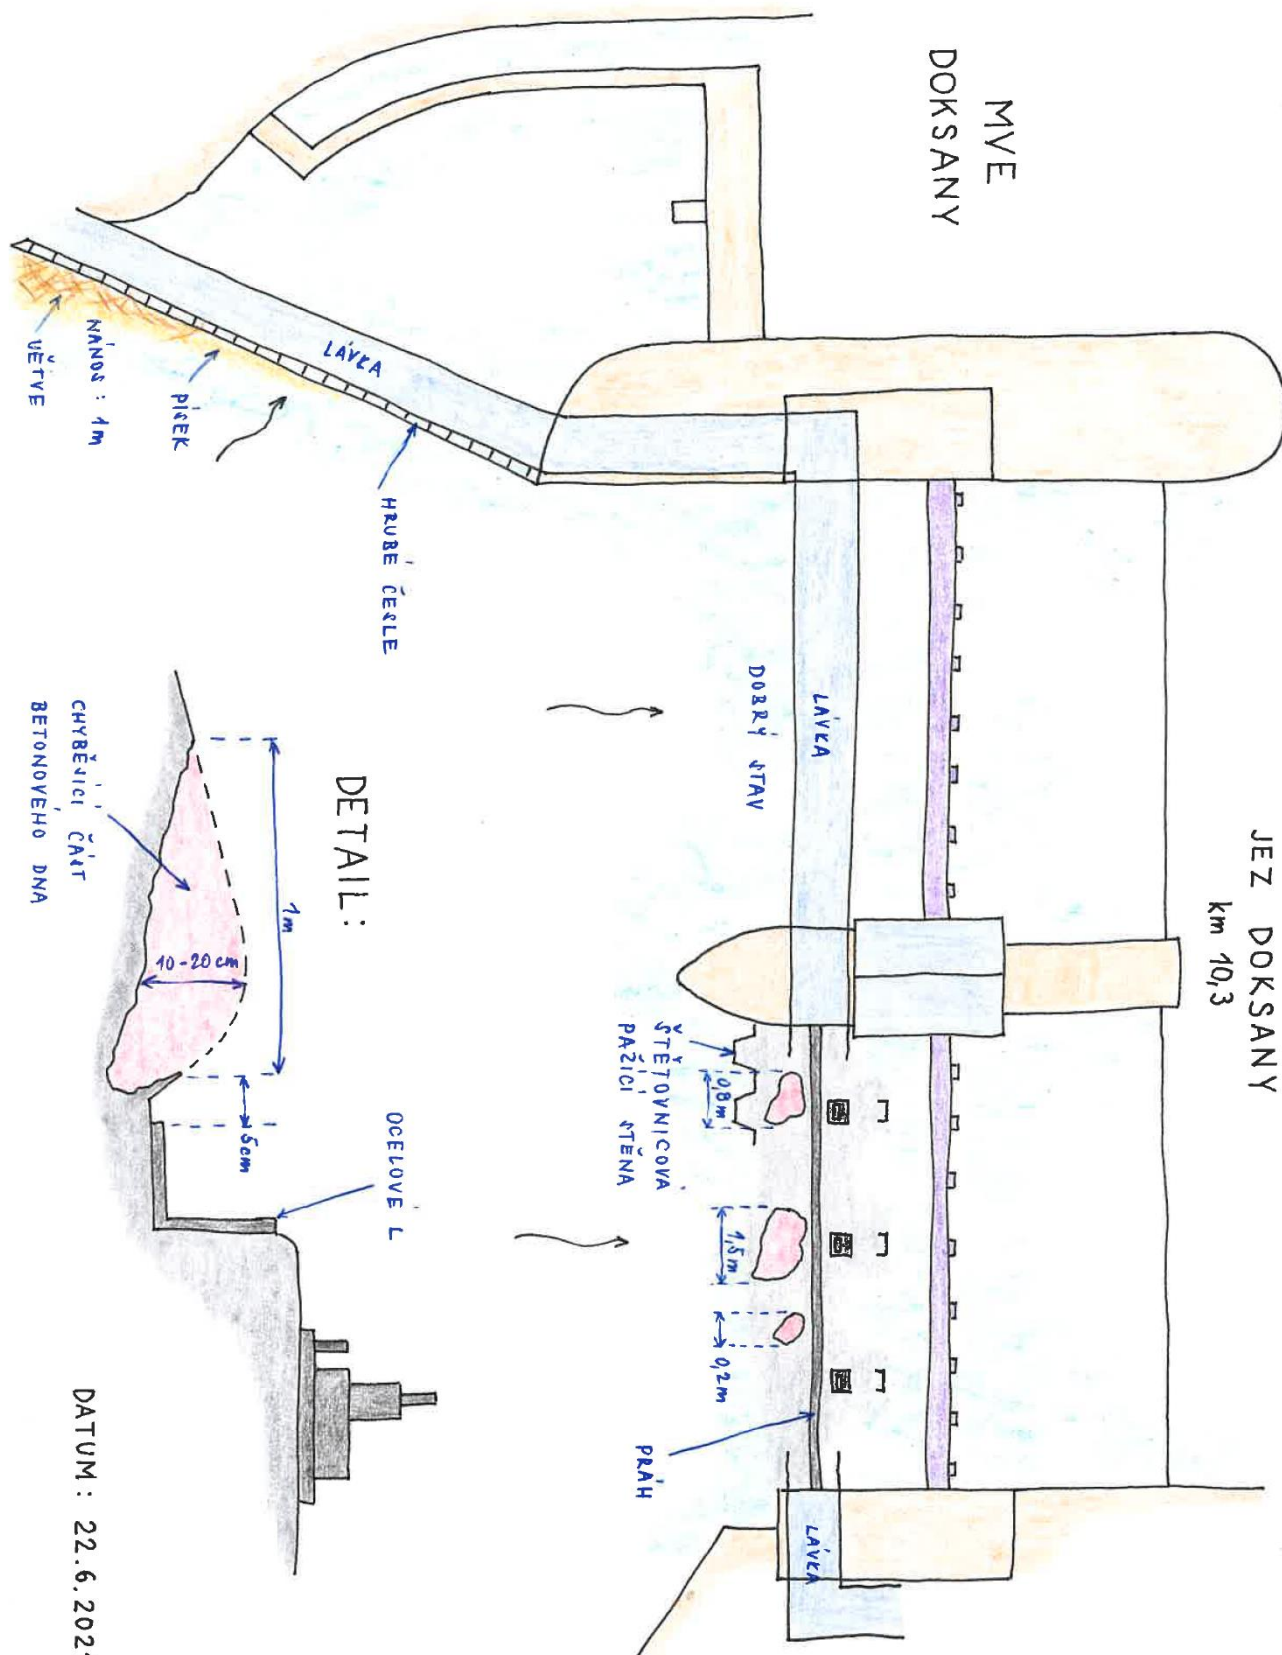 MVE
DOKSANY
JEZ DOKSANY
km 10,3
LÁVKA
DOBRÝ STAV
LÁVKA
LÁVKA
HRUBÉ ČESLE
PÍSEK
NÁNOS : 1m
VĚTVE
ŠTĚTOVNICOVÁ
PAŽÍCÍ STĚNA
0,8m
1,5m
0,2m
PRÁH
DETAIL:
1m
10-20cm
5cm
OCELOVÉ L
CHYBĚJÍCÍ ČÁST
BETONOVÉHO DNA
DATUM: 22.6.202